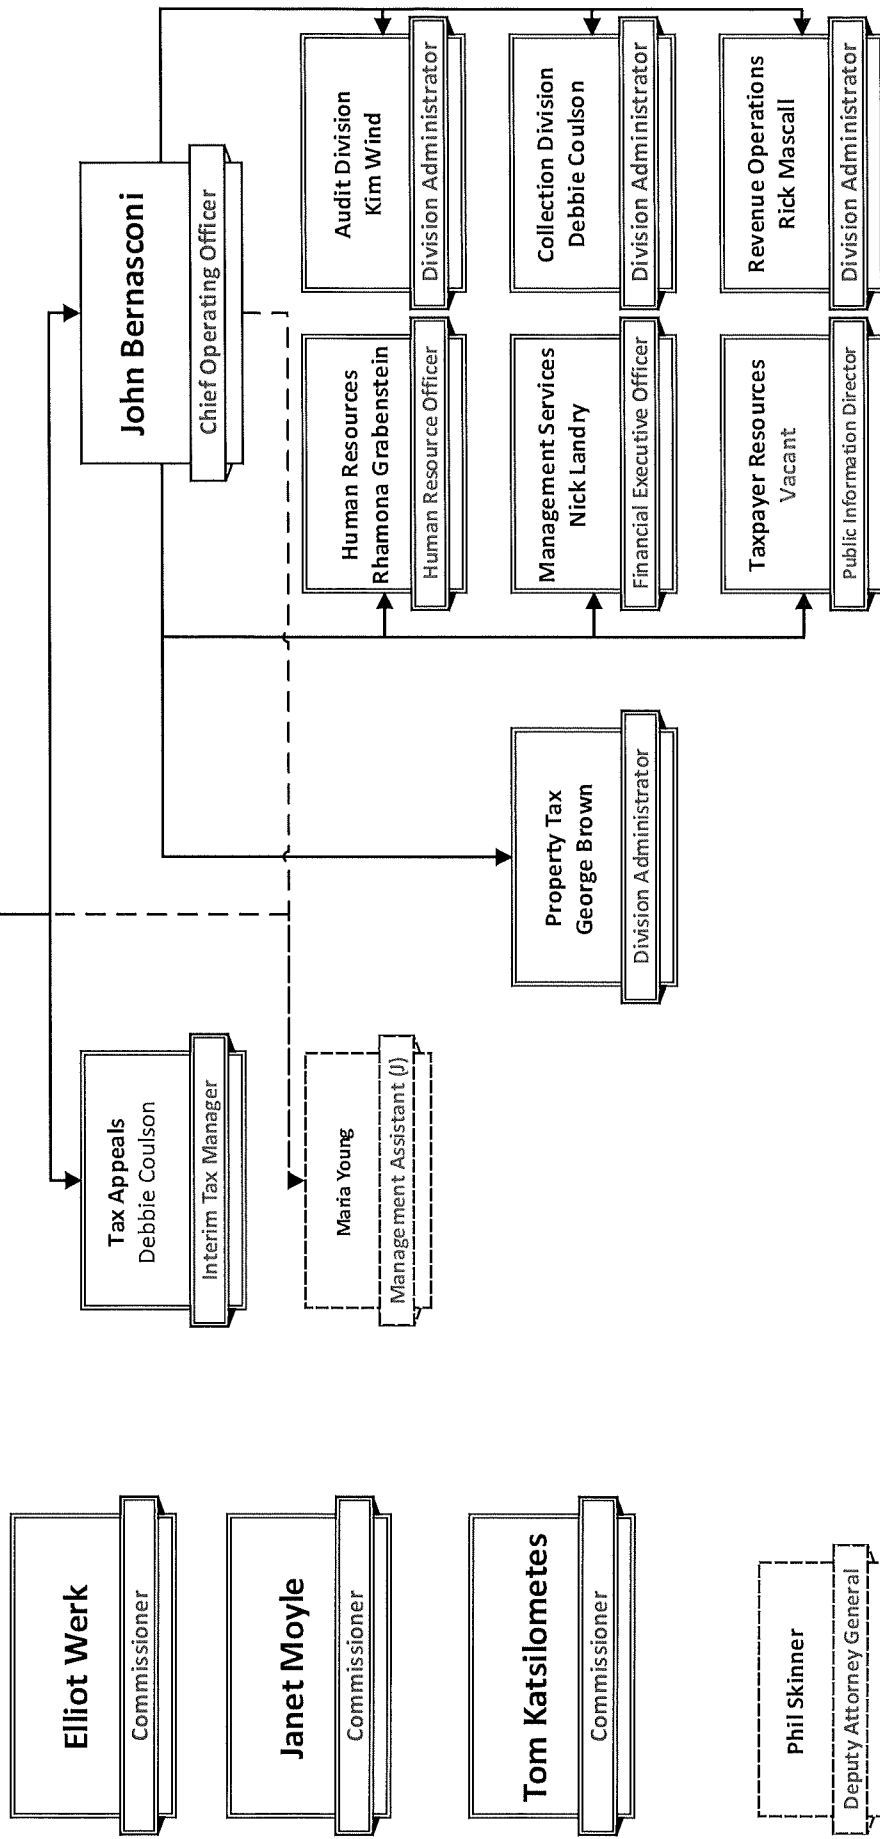 Elliot Werk
Commissioner
Janet Moyle
Commissioner
Tom Katsilometes
Commissioner
Phil Skinner
Deputy Attorney General
Tax Appeals
Debbie Coulson
Interim Tax Manager
Maria Young
Management Assistant (J)
John Bernasconi
Chief Operating Officer
Property Tax
George Brown
Division Administrator
Human Resources
Rhamona Grabenstein
Human Resource Officer
Audit Division
Kim Wind
Division Administrator
Management Services
Nick Landry
Financial Executive Officer
Collection Division
Debbie Coulson
Division Administrator
Taxpayer Resources
Vacant
Public Information Director
Revenue Operations
Rick Mascall
Division Administrator